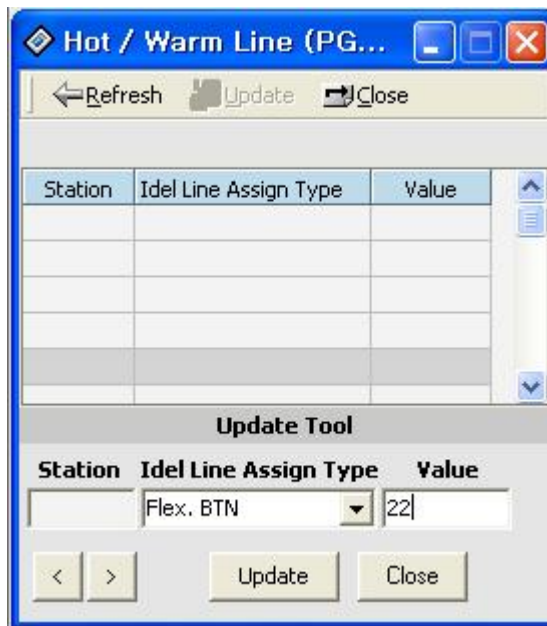 Hot / Warm Line (PG...
Refresh Update Close
Station Idel Line Assign Type Value
Update Tool
Station Idel Line Assign Type Value
Flex. BTN 22
< > Update Close